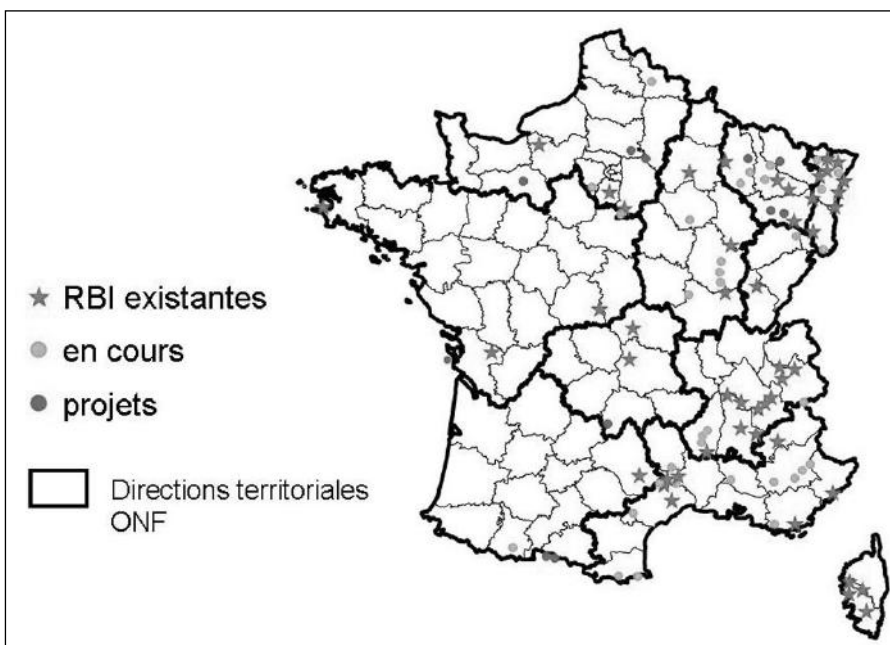 RBI existantes
en cours
projets
Directions territoriales
ONF